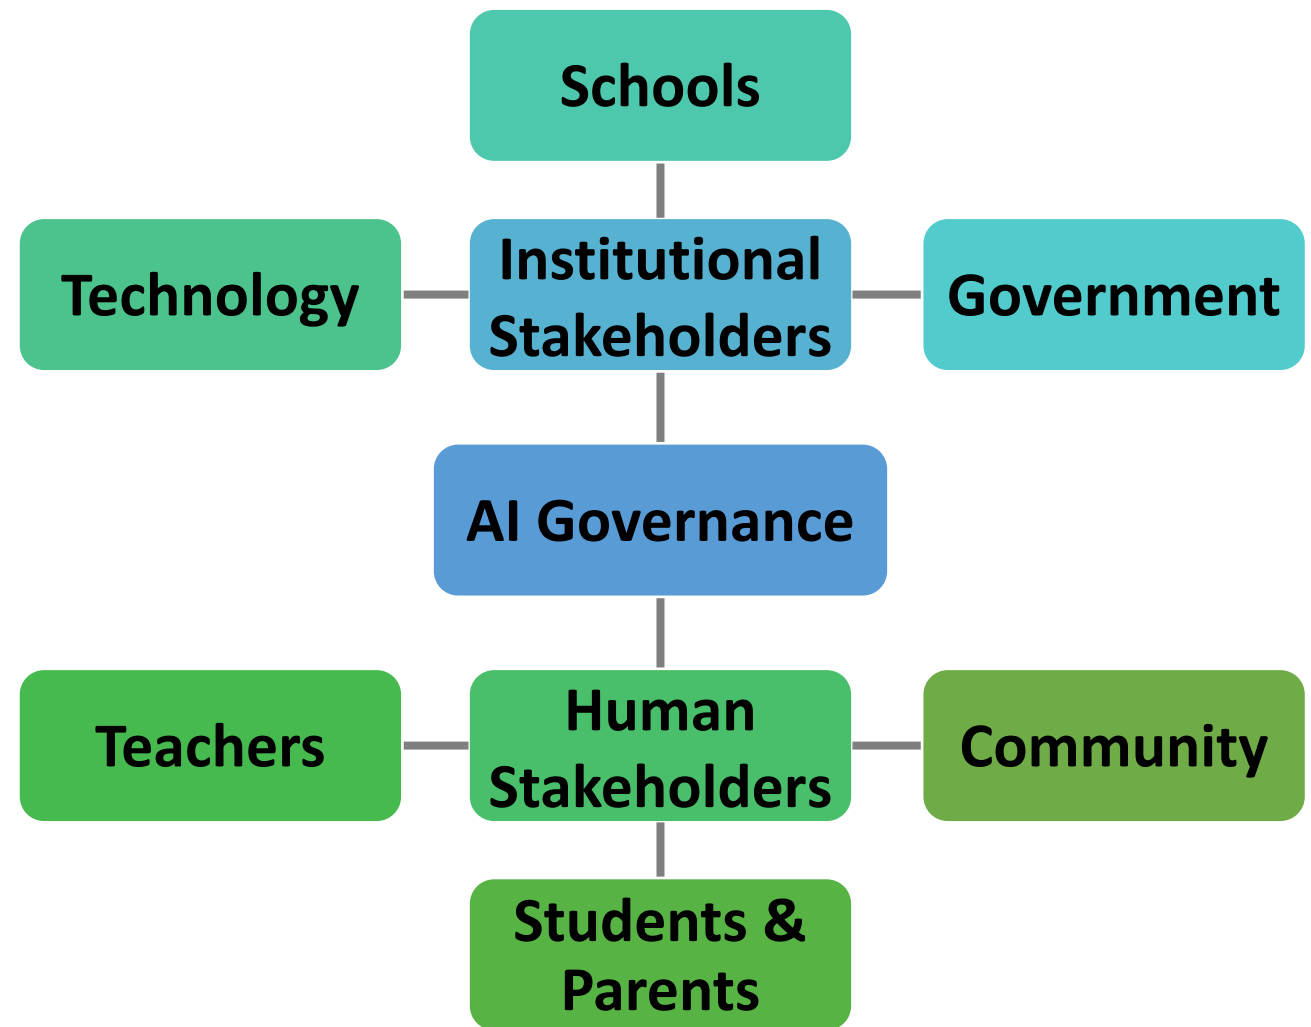 Schools
Technology
Institutional
Stakeholders
Government
AI Governance
Teachers
Human
Stakeholders
Community
Students &
Parents